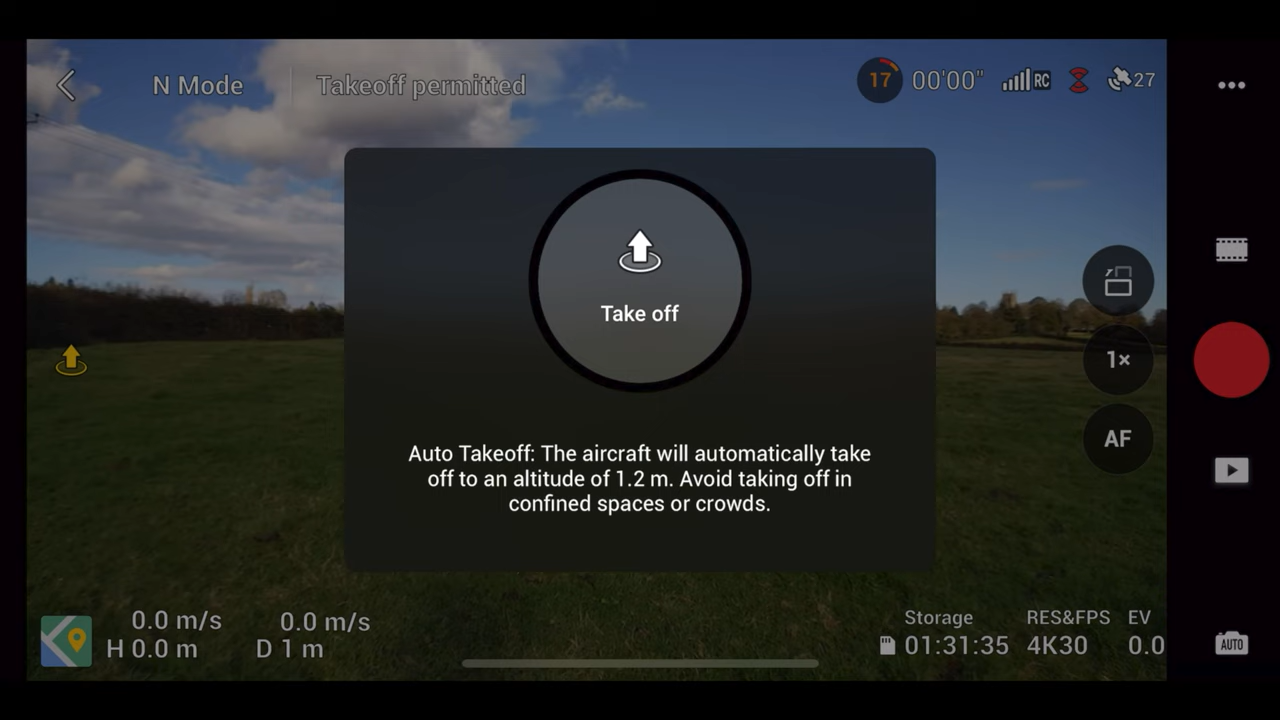 N Mode
Takeoff permitted
17
00'00"
RC
27
Take off
1×
AF
Auto Takeoff: The aircraft will automatically take
off to an altitude of 1.2 m. Avoid taking off in
confined spaces or crowds.
0.0 m/s 0.0 m/s
H 0.0 m D 1 m
Storage RES&FPS EV
01:31:35 4K30 0.0
AUTO